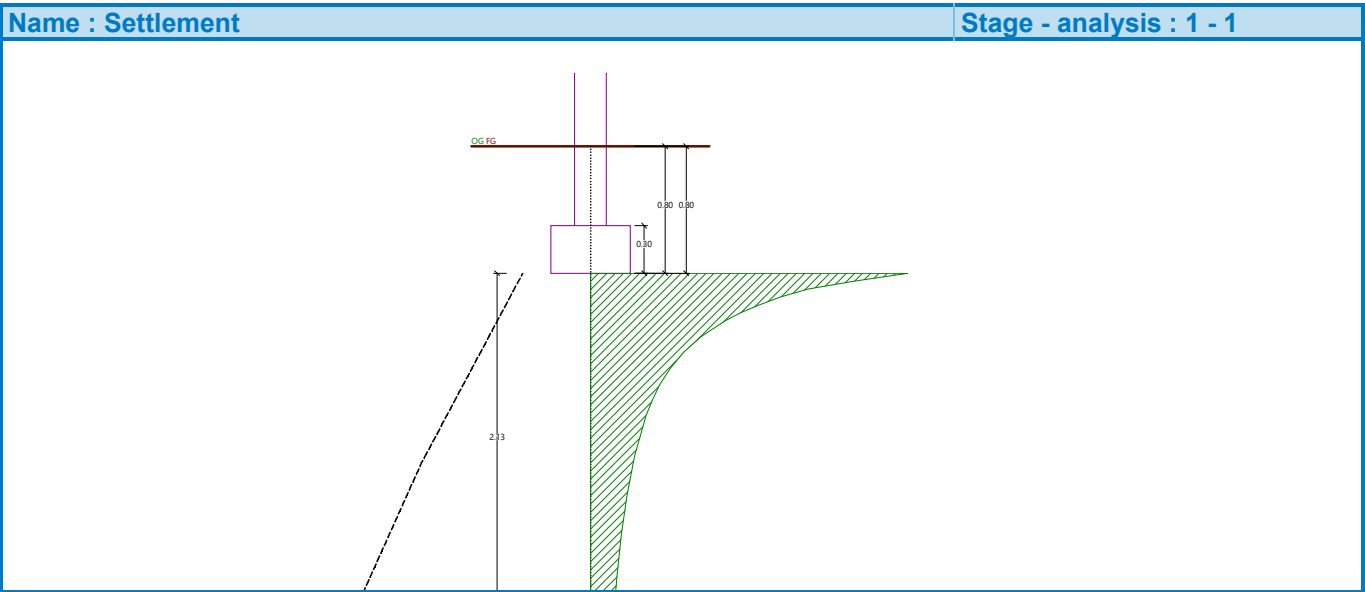 Name : Settlement
Stage - analysis : 1 - 1
OG FG
0.80 0.80
0.30
2.13